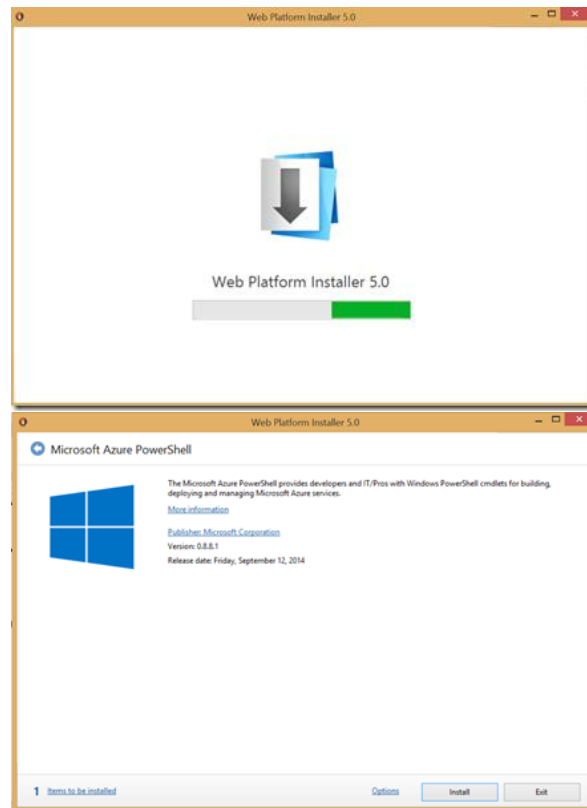 Web Platform Installer 5.0
Web Platform Installer 5.0
Web Platform Installer 5.0
Microsoft Azure PowerShell
The Microsoft Azure PowerShell provides developers and IT/Pros with Windows PowerShell cmdlets for building,
deploying and managing Microsoft Azure services.
More information
Publisher: Microsoft Corporation
Version: 0.8.8.1
Release date: Friday, September 12, 2014
1 Items to be installed
Options
Install
Exit